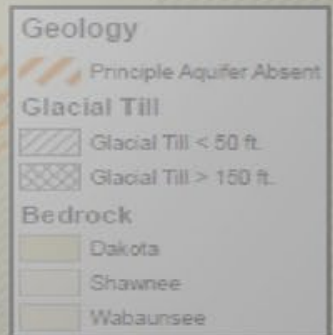 Geology
Principle Aquifer Absent
Glacial Till
Glacial Till < 50 ft.
Glacial Till > 150 ft.
Bedrock
Dakota
Shawnee
Wabaunsee